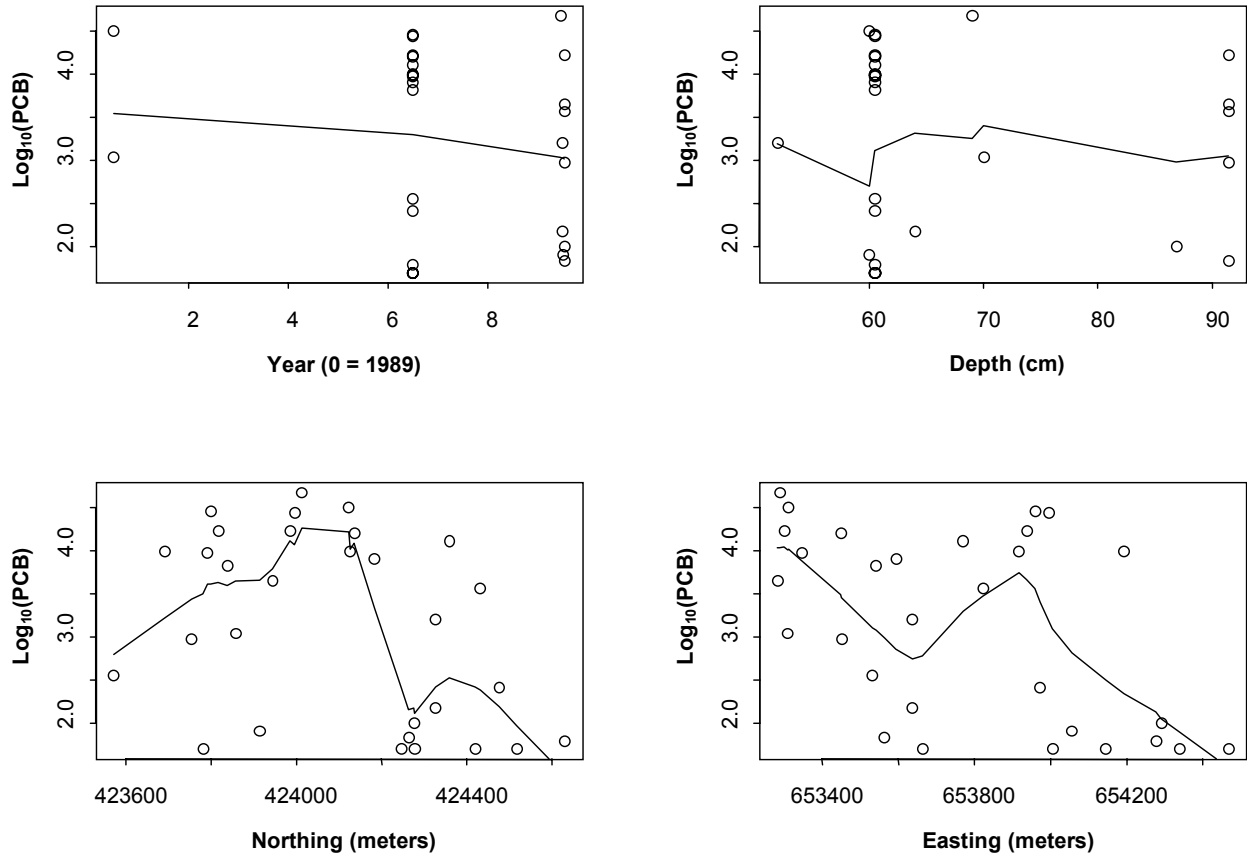 Log₁₀(PCB)
4.0
3.0
2.0
2 4 6 8
Year (0 = 1989)
Log₁₀(PCB)
4.0
3.0
2.0
60 70 80 90
Depth (cm)
Log₁₀(PCB)
4.0
3.0
2.0
423600 424000 424400
Northing (meters)
Log₁₀(PCB)
4.0
3.0
2.0
653400 653800 654200
Easting (meters)